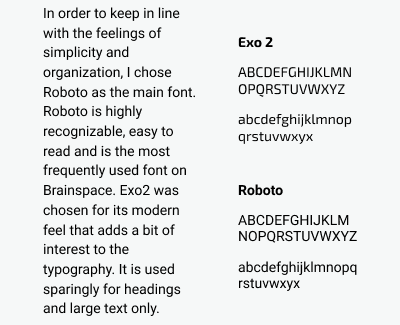 In order to keep in line
with the feelings of
simplicity and
organization, I chose
Roboto as the main font.
Roboto is highly
recognizable, easy to
read and is the most
frequently used font on
Brainspace. Exo2 was
chosen for its modern
feel that adds a bit of
interest to the
typography. It is used
sparingly for headings
and large text only.
Exo 2
ABCDEFGHIJKLMN
OPQRSTUVWXYZ
abcdefghijklmnop
qrstuvwxyx
Roboto
ABCDEFGHIJKLM
NOPQRSTUVWXYZ
abcdefghijklmnopq
rstuvwxyx